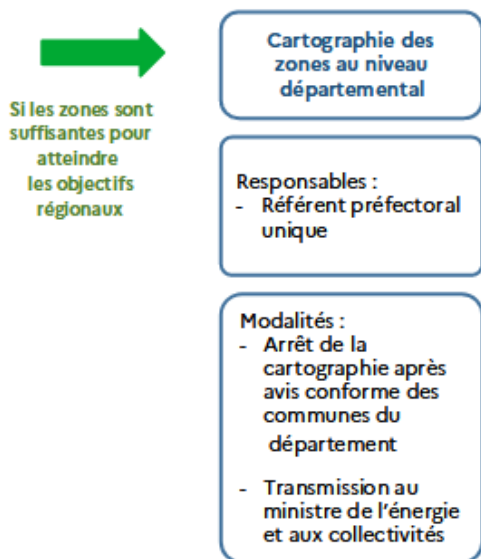 Si les zones sont
suffisantes pour
atteindre
les objectifs
régionaux
Cartographie des
zones au niveau
départemental
Responsables :
- Référent préfectoral
unique
Modalités :
- Arrêt de la
cartographie après
avis conforme des
communes du
département
- Transmission au
ministre de l'énergie
et aux collectivités